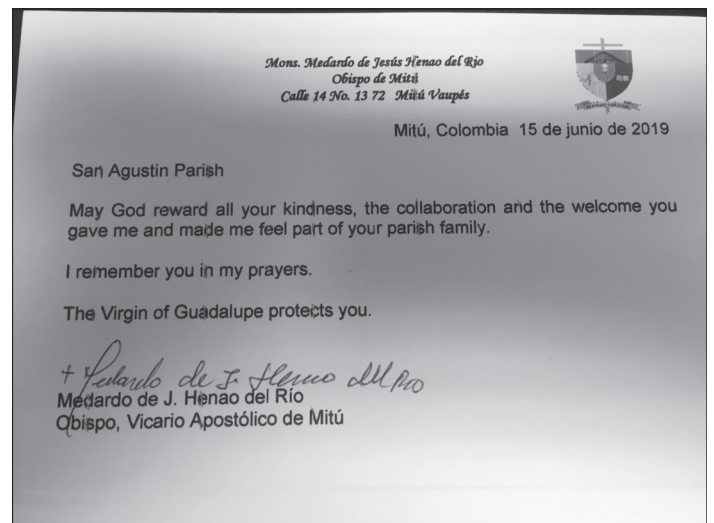 Mons. Medardo de Jesús Henao del Rio
Obispo de Mitú
Calle 14 No. 13 72 Mitú Vaupés
Mitú, Colombia 15 de junio de 2019
San Agustin Parish
May God reward all your kindness, the collaboration and the welcome you
gave me and made me feel part of your parish family.
I remember you in my prayers.
The Virgin of Guadalupe protects you.
+ Medardo de J. Henao del Rio
Medardo de J. Henao del Río
Obispo, Vicario Apostólico de Mitú